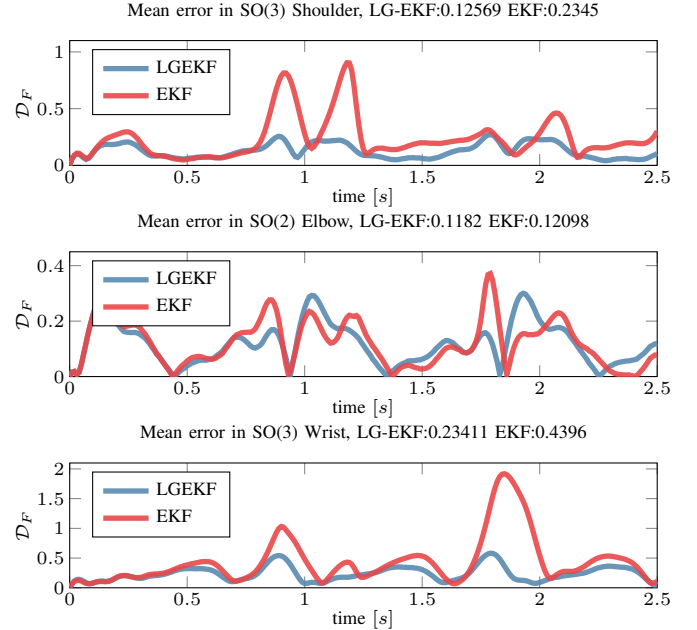 Mean error in SO(3) Shoulder, LG-EKF:0.12569 EKF:0.2345
1
0.5
0
D_F
LGEKF
EKF
0 0.5 1 1.5 2 2.5
time [s]
Mean error in SO(2) Elbow, LG-EKF:0.1182 EKF:0.12098
0.4
0.2
0
D_F
LGEKF
EKF
0 0.5 1 1.5 2 2.5
time [s]
Mean error in SO(3) Wrist, LG-EKF:0.23411 EKF:0.4396
2
1.5
1
0.5
0
D_F
LGEKF
EKF
0 0.5 1 1.5 2 2.5
time [s]